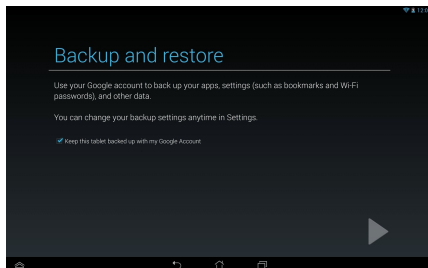 Backup and restore
Use your Google account to back up your apps, settings (such as bookmarks and Wi-Fi
passwords), and other data.
You can change your backup settings anytime in Settings.
Keep this tablet backed up with my Google Account